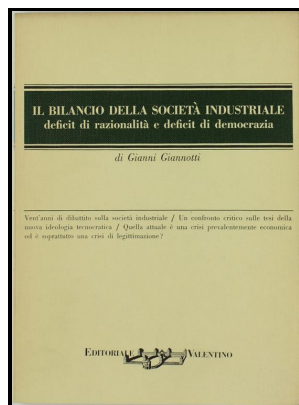 IL BILANCIO DELLA SOCIETÀ INDUSTRIALE
deficit di razionalità e deficit di democrazia
di Gianni Giannotti
Vent'anni di dibattito sulla società industriale / Un confronto critico sulle tesi della
nuova ideologia tecnocratica / Quella attuale è una crisi prevalentemente economica
od è soprattutto una crisi di legittimazione?
EDITORIALE VALENTINO